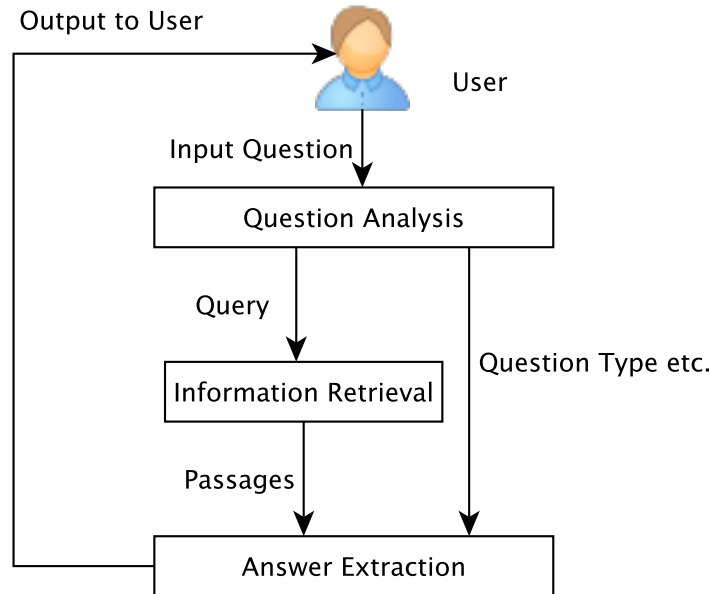 Output to User
User
Input Question
Question Analysis
Query
Question Type etc.
Information Retrieval
Passages
Answer Extraction